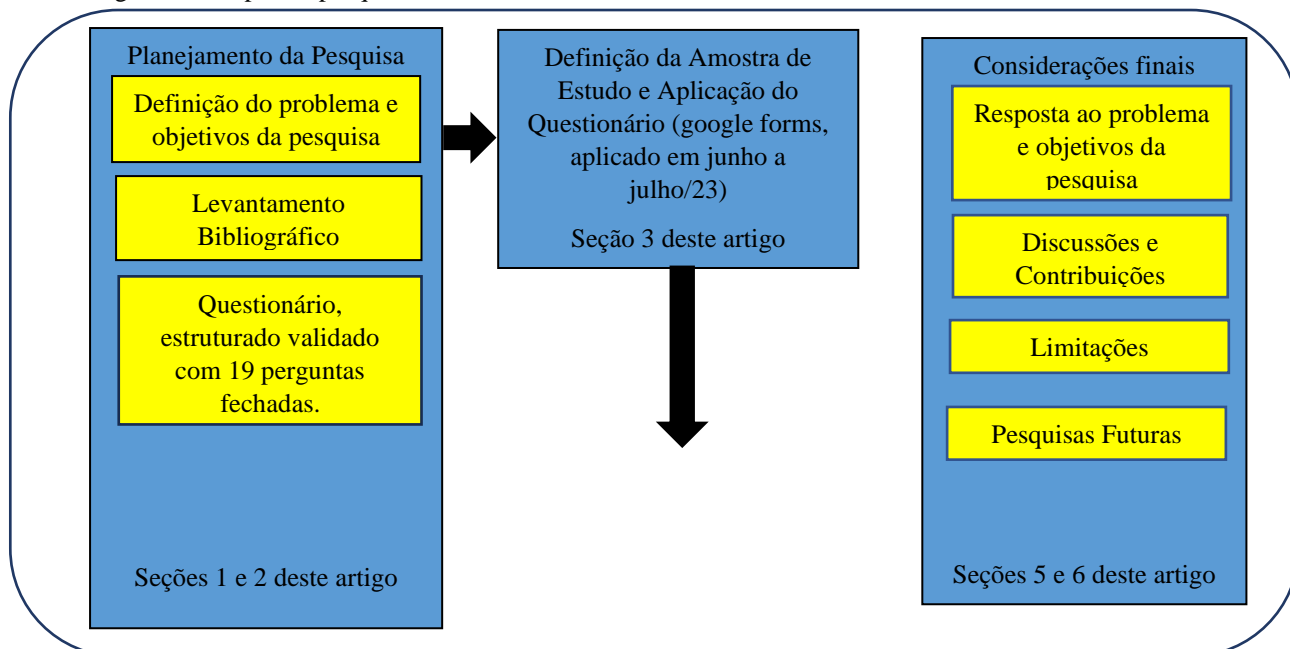 Planejamento da Pesquisa
Definição do problema e
objetivos da pesquisa
Levantamento
Bibliográfico
Questionário,
estruturado validado
com 19 perguntas
fechadas.
Seções 1 e 2 deste artigo
Definição da Amostra de
Estudo e Aplicação do
Questionário (google forms,
aplicado em junho a
julho/23)
Seção 3 deste artigo
Considerações finais
Resposta ao problema
e objetivos da
pesquisa
Discussões e
Contribuições
Limitações
Pesquisas Futuras
Seções 5 e 6 deste artigo